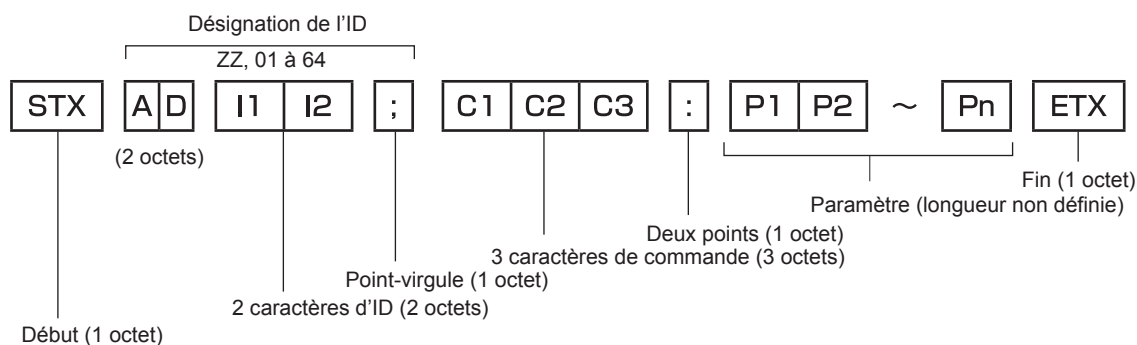 Désignation de l'ID
ZZ, 01 à 64
STX A D I1 I2 ; C1 C2 C3 : P1 P2 ～ Pn ETX
(2 octets)
Fin (1 octet)
Paramètre (longueur non définie)
Deux points (1 octet)
3 caractères de commande (3 octets)
Point-virgule (1 octet)
2 caractères d'ID (2 octets)
Début (1 octet)